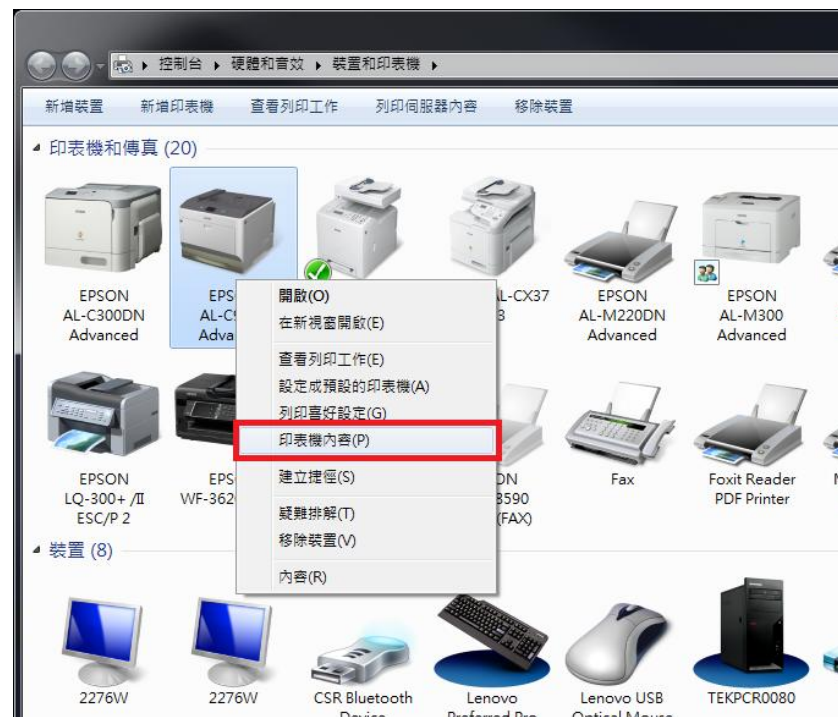 控制台 ▸ 硬體和音效 ▸ 裝置和印表機 ▸
新增裝置 新增印表機 查看列印工作 列印伺服器內容 移除裝置
印表機和傳真 (20)
EPSON
AL-C300DN
Advanced
EPS
AL-C9
Adva
AL-CX37
EPSON
AL-M220DN
Advanced
EPSON
AL-M300
Advanced
開啟(O)
在新視窗開啟(E)
查看列印工作(E)
設定成預設的印表機(A)
列印喜好設定(G)
印表機內容(P)
建立捷徑(S)
疑難排解(T)
移除裝置(V)
內容(R)
EPSON
LQ-300+ /II
ESC/P 2
EPS
WF-362
ON
3590
(FAX)
Fax
Foxit Reader
PDF Printer
裝置 (8)
2276W
2276W
CSR Bluetooth
Device
Lenovo
Preferred Pro
Lenovo USB
Optical Mouse
TEKPCR0080